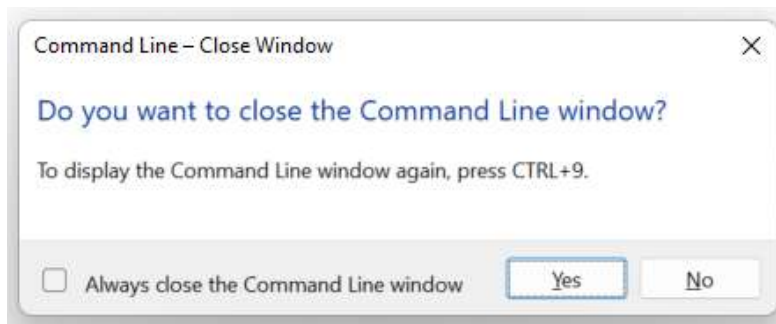 Command Line – Close Window
Do you want to close the Command Line window?
To display the Command Line window again, press CTRL+9.
Always close the Command Line window
Yes
No